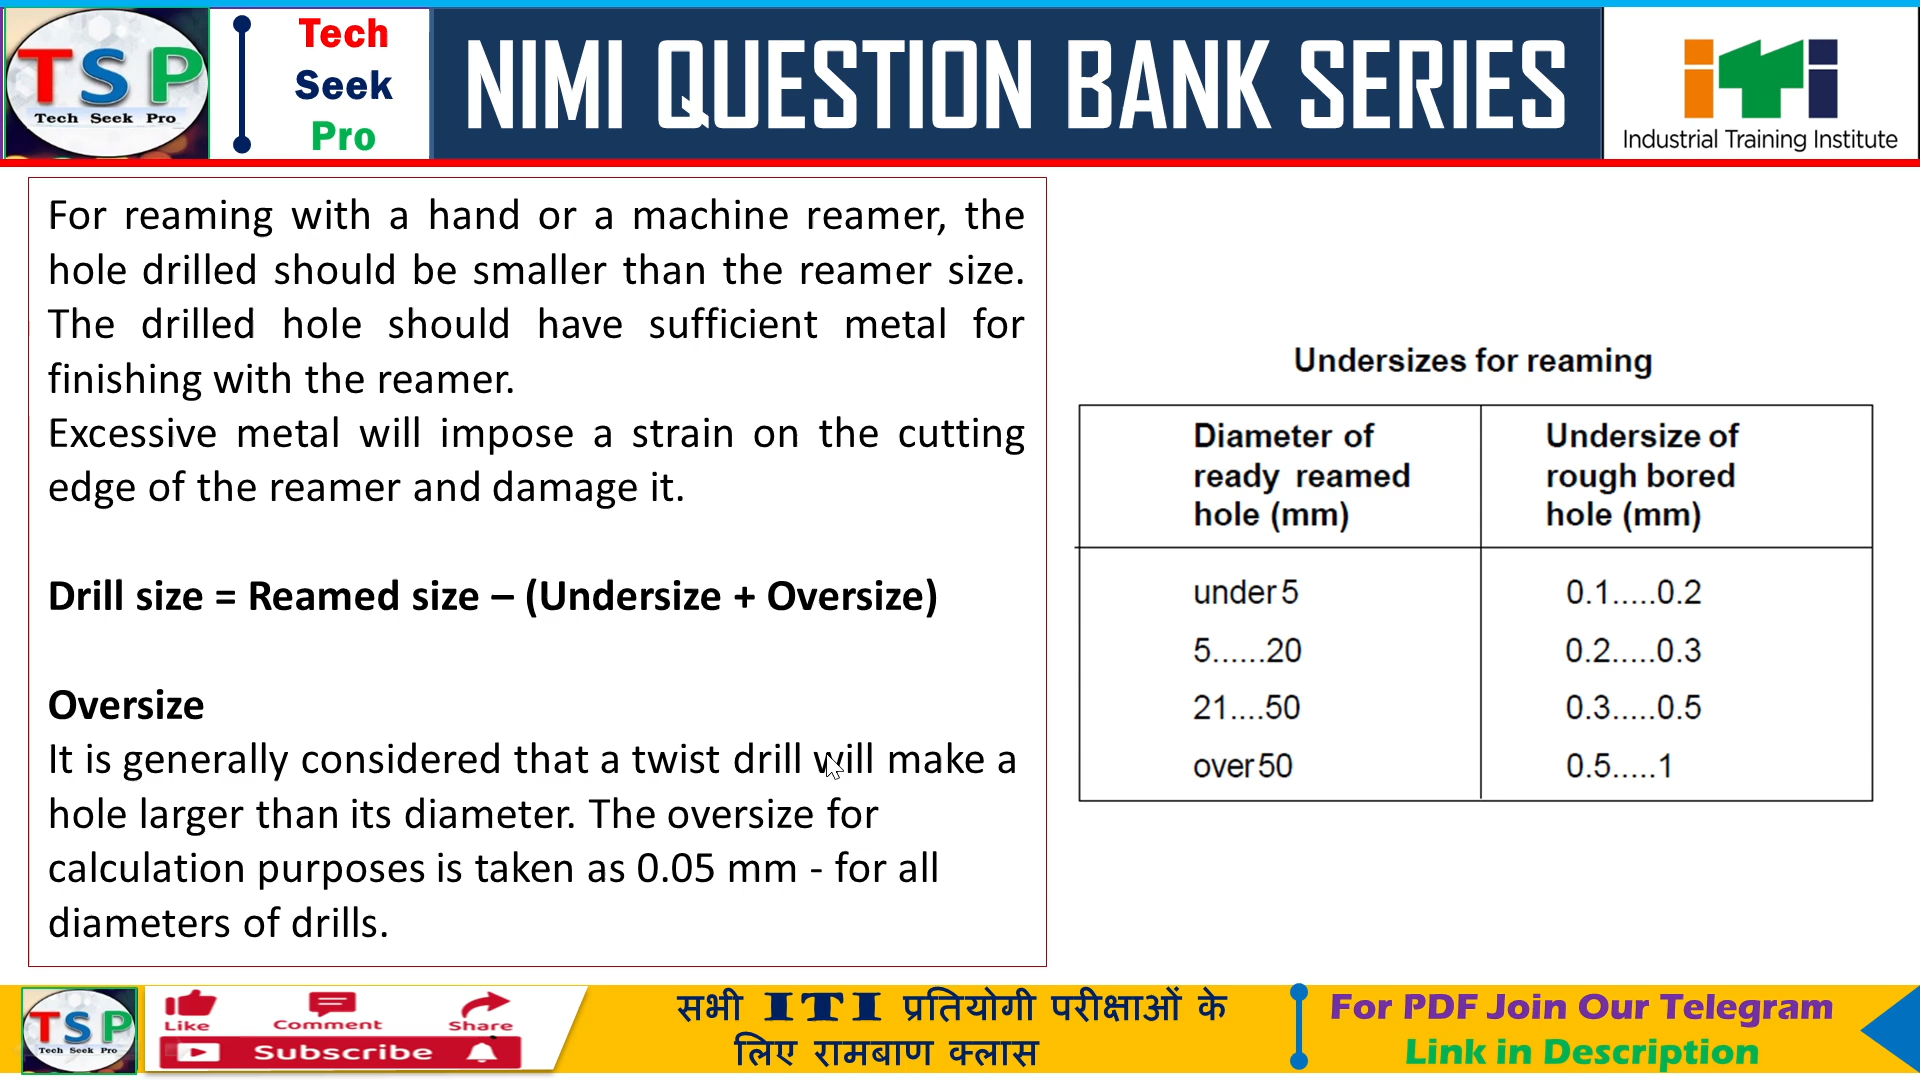 TSP
Tech Seek Pro
Tech
Seek
Pro
NIMI QUESTION BANK SERIES
iTi
Industrial Training Institute
For reaming with a hand or a machine reamer, the
hole drilled should be smaller than the reamer size.
The drilled hole should have sufficient metal for
finishing with the reamer.
Excessive metal will impose a strain on the cutting
edge of the reamer and damage it.
Drill size = Reamed size – (Undersize + Oversize)
Oversize
It is generally considered that a twist drill will make a
hole larger than its diameter. The oversize for
calculation purposes is taken as 0.05 mm - for all
diameters of drills.
Undersizes for reaming
Diameter of ready reamed hole (mm) Undersize of rough bored hole (mm)
under 5 0.1.....0.2
5......20 0.2.....0.3
21....50 0.3.....0.5
over 50 0.5.....1
TSP
Tech Seek Pro
Like Comment Share
Subscribe
सभी ITI प्रतियोगी परीक्षाओं के
लिए रामबाण क्लास
For PDF Join Our Telegram
Link in Description